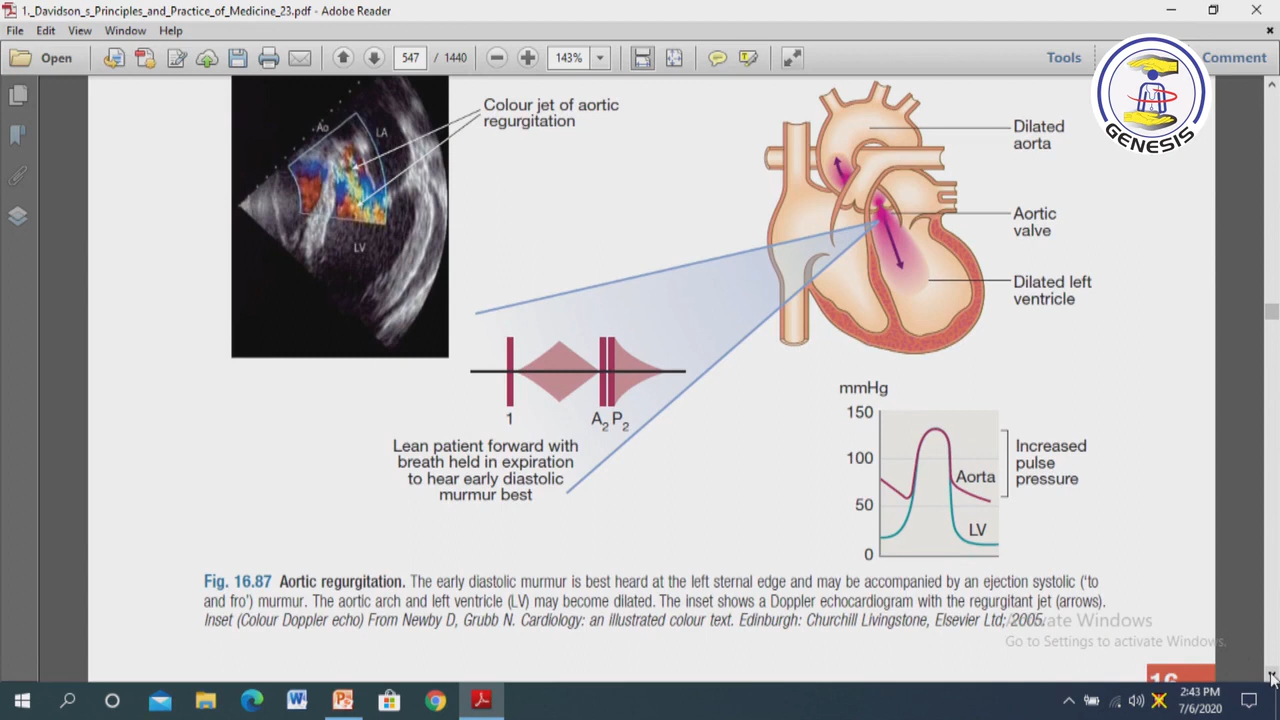 1._Davidson_s_Principles_and_Practice_of_Medicine_23.pdf - Adobe Reader
File Edit View Window Help
Open
547 / 1440
143%
Tools
Comment
GENESIS
Ao
LA
LV
Colour jet of aortic
regurgitation
Dilated
aorta
Aortic
valve
Dilated left
ventricle
1
A2 P2
Lean patient forward with
breath held in expiration
to hear early diastolic
murmur best
mmHg
150
100
50
0
Aorta
LV
Increased
pulse
pressure
Fig. 16.87 Aortic regurgitation. The early diastolic murmur is best heard at the left sternal edge and may be accompanied by an ejection systolic (‘to
and fro’) murmur. The aortic arch and left ventricle (LV) may become dilated. The inset shows a Doppler echocardiogram with the regurgitant jet (arrows).
Inset (Colour Doppler echo) From Newby D, Grubb N. Cardiology: an illustrated colour text. Edinburgh: Churchill Livingstone, Elsevier Ltd; 2005.
Activate Windows
Go to Settings to activate Windows.
2:43 PM
7/6/2020